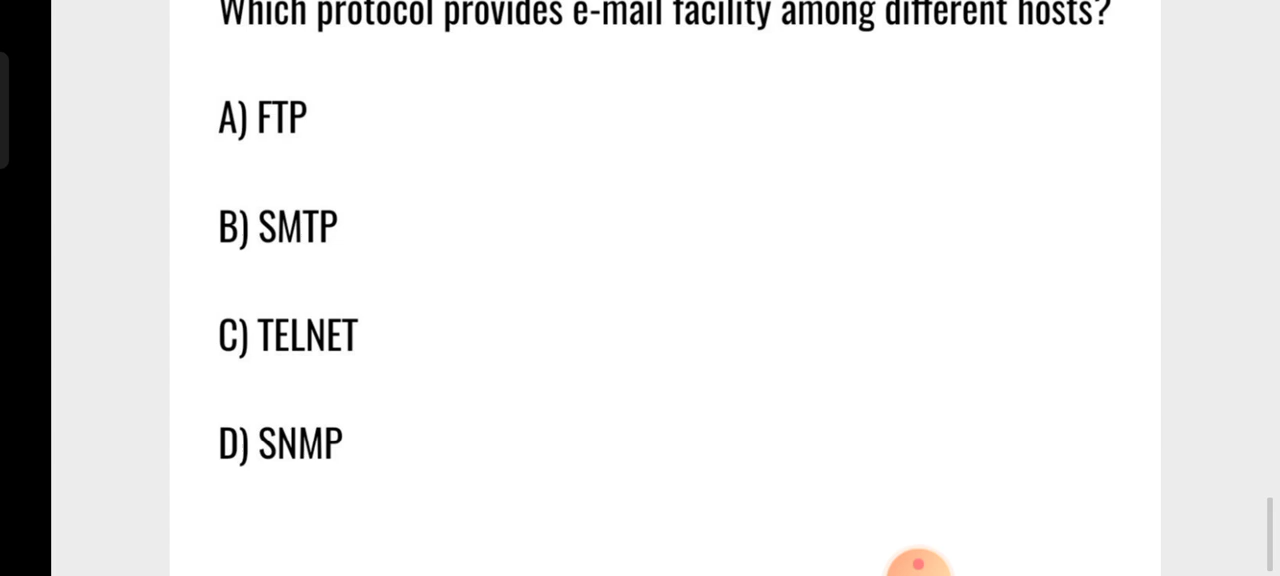 Which protocol provides e-mail facility among different hosts?
A) FTP
B) SMTP
C) TELNET
D) SNMP